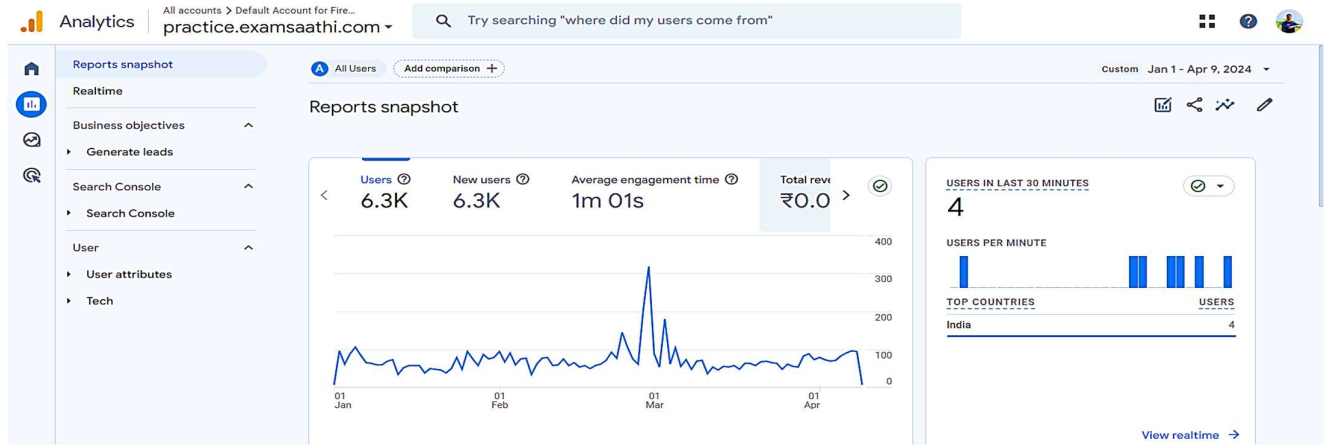 Analytics
All accounts > Default Account for Fire...
practice.examsaathi.com
Try searching "where did my users come from"
Reports snapshot
Realtime
Business objectives
Generate leads
Search Console
Search Console
User
User attributes
Tech
A All Users
Add comparison +
Custom Jan 1 - Apr 9, 2024
Reports snapshot
Users
6.3K
New users
6.3K
Average engagement time
1m 01s
Total reve
₹0.0
400
300
200
100
0
01 Jan
01 Feb
01 Mar
01 Apr
USERS IN LAST 30 MINUTES
4
USERS PER MINUTE
TOP COUNTRIES USERS
India 4
View realtime →